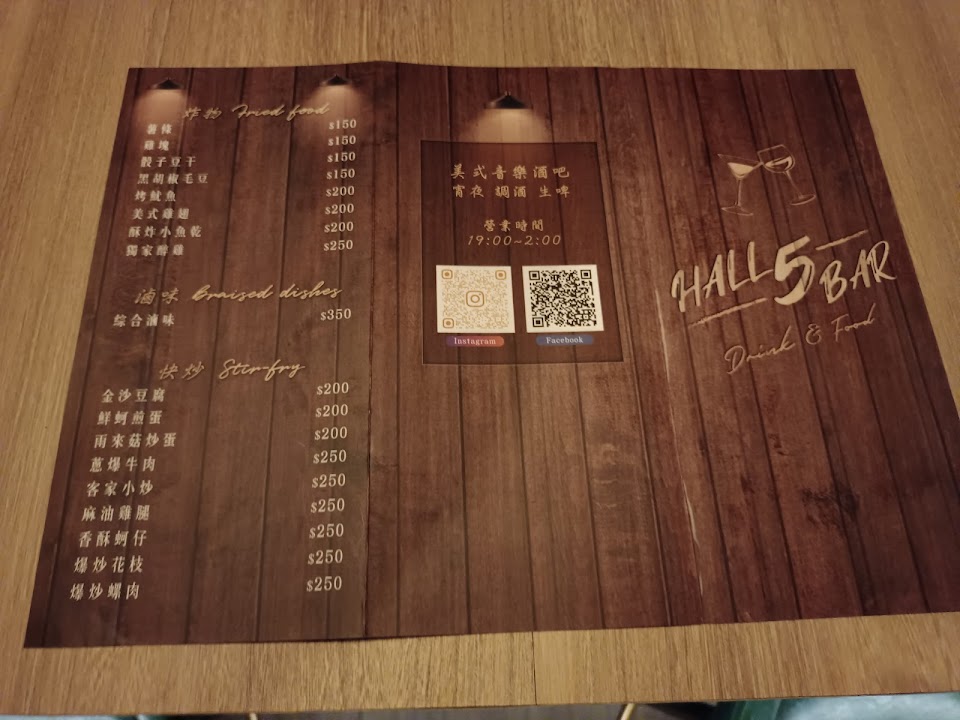 炸物 Fried food
薯條 $150
雞塊 $150
骰子豆干 $150
黑胡椒毛豆 $150
烤魷魚 $200
美式雞翅 $200
酥炸小魚乾 $200
獨家醉雞 $250
滷味 Braised dishes
綜合滷味 $350
快炒 Stir-fry
金沙豆腐 $200
鮮蚵煎蛋 $200
雨來菇炒蛋 $200
蔥爆牛肉 $250
客家小炒 $250
麻油雞腿 $250
香酥蚵仔 $250
爆炒花枝 $250
爆炒螺肉 $250
美式音樂酒吧
宵夜 調酒 生啤
營業時間
19:00~2:00
Instagram
Facebook
HALL 5 BAR
Drink & Food